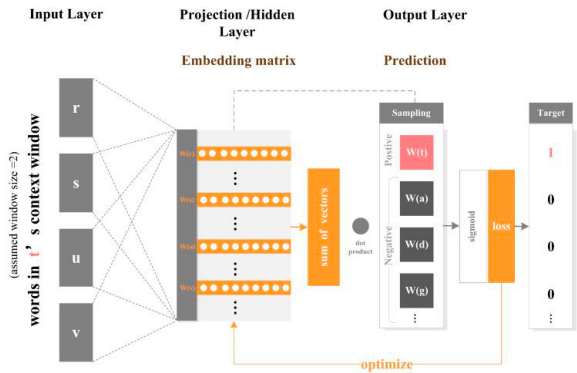 Input Layer
Projection /Hidden
Layer
Output Layer
Embedding matrix
Prediction
(assumed window size =2)
words in t' s context window
r
s
u
v
W(r)
W(s)
W(u)
W(v)
sum of vectors
dot
product
Sampling
Postive
W(t)
Negative
W(a)
W(d)
W(g)
sigmoid
loss
Target
1
0
0
0
optimize